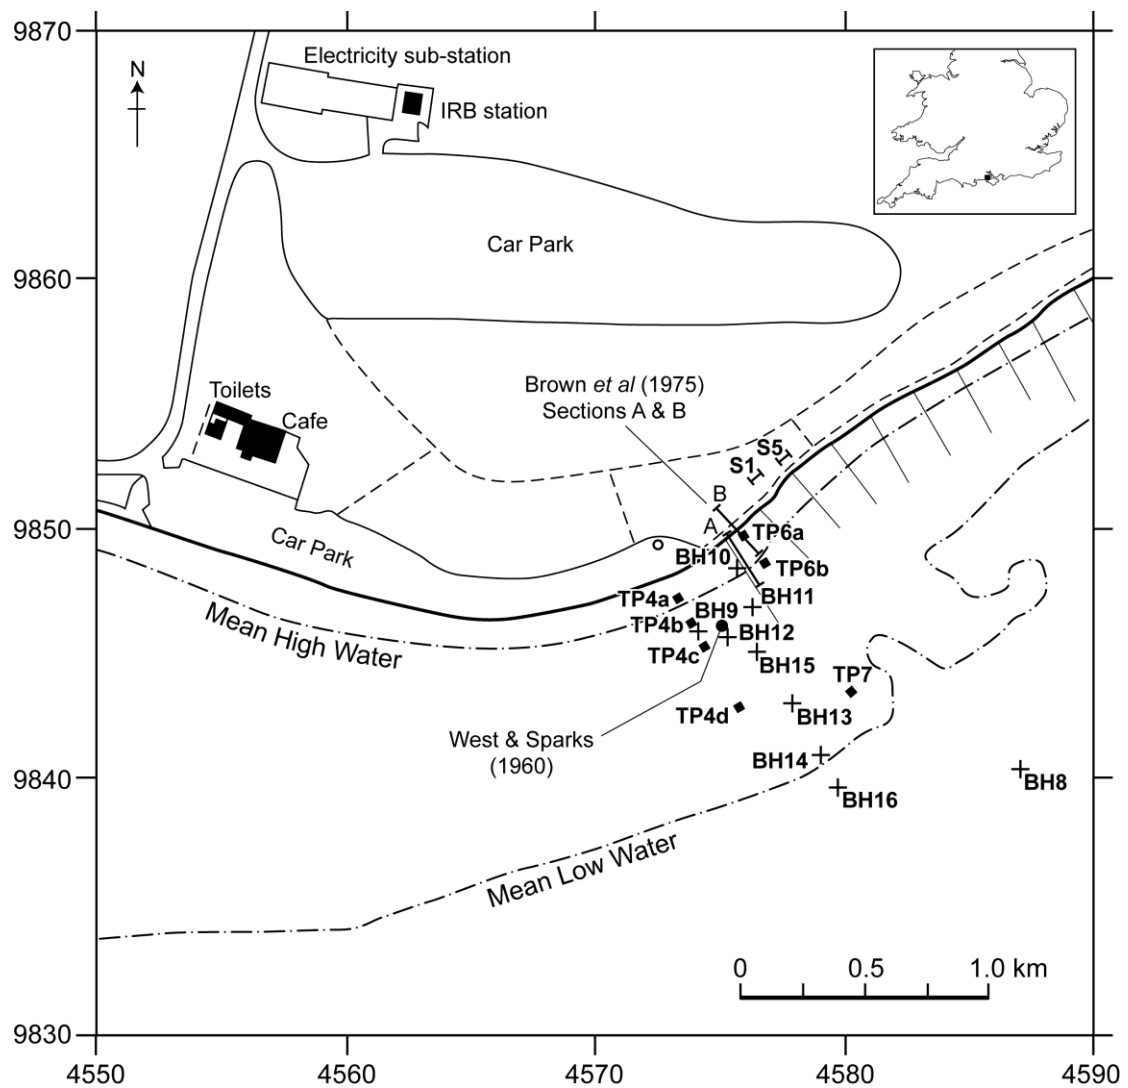 9870
Electricity sub-station
N
IRB station
Car Park
9860
Toilets
Cafe
Brown et al (1975)
Sections A & B
S5
S1
B
A
9850
TP6a
Car Park
BH10
TP6b
TP4a
BH9
BH11
TP4b
BH12
Mean High Water
TP4c
BH15
TP7
TP4d
BH13
West & Sparks
(1960)
BH14
9840
BH8
BH16
Mean Low Water
0 0.5 1.0 km
9830
4550 4560 4570 4580 4590